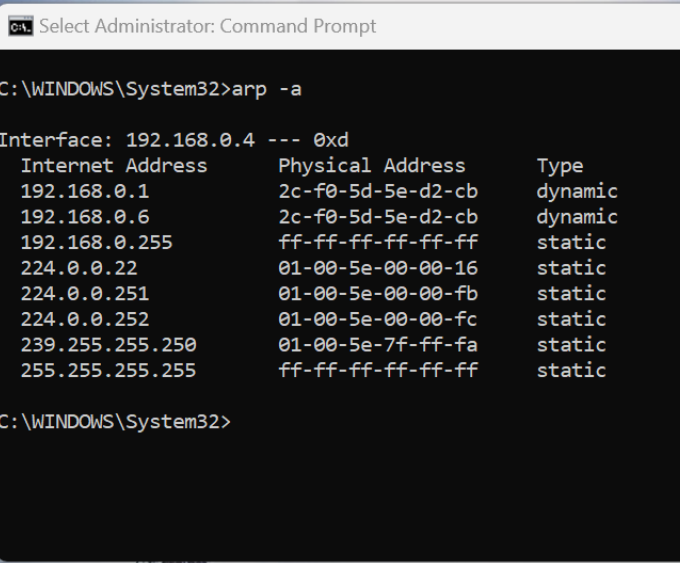 Select Administrator: Command Prompt
C:\WINDOWS\System32>arp -a
Interface: 192.168.0.4 --- 0xd
Internet Address Physical Address Type
192.168.0.1 2c-f0-5d-5e-d2-cb dynamic
192.168.0.6 2c-f0-5d-5e-d2-cb dynamic
192.168.0.255 ff-ff-ff-ff-ff-ff static
224.0.0.22 01-00-5e-00-00-16 static
224.0.0.251 01-00-5e-00-00-fb static
224.0.0.252 01-00-5e-00-00-fc static
239.255.255.250 01-00-5e-7f-ff-fa static
255.255.255.255 ff-ff-ff-ff-ff-ff static
C:\WINDOWS\System32>